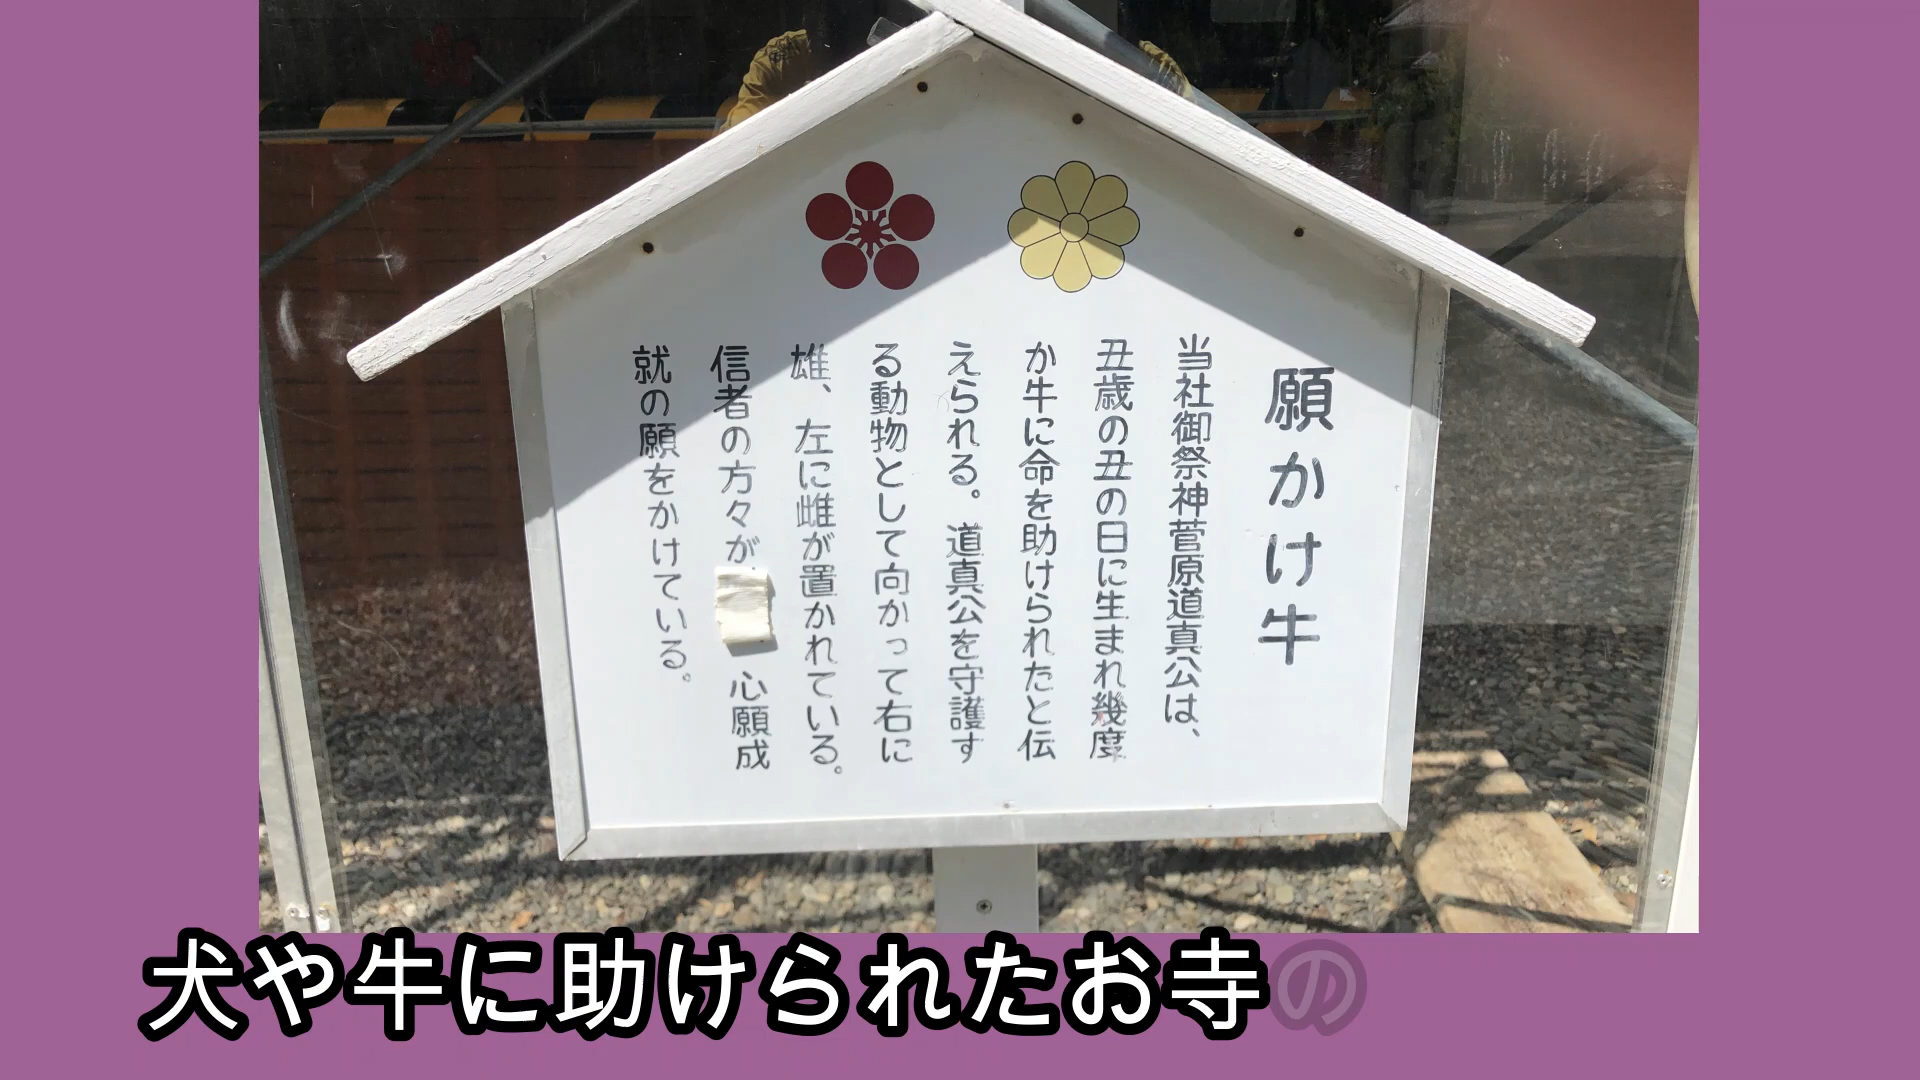 願かけ牛
当社御祭神菅原道真公は、
丑歳の丑の日に生まれ幾度
か牛に命を助けられたと伝
えられる。道真公を守護す
る動物として向かって右に
雄、左に雌が置かれている。
信者の方々が 心願成
就の願をかけている。
犬や牛に助けられたお寺の